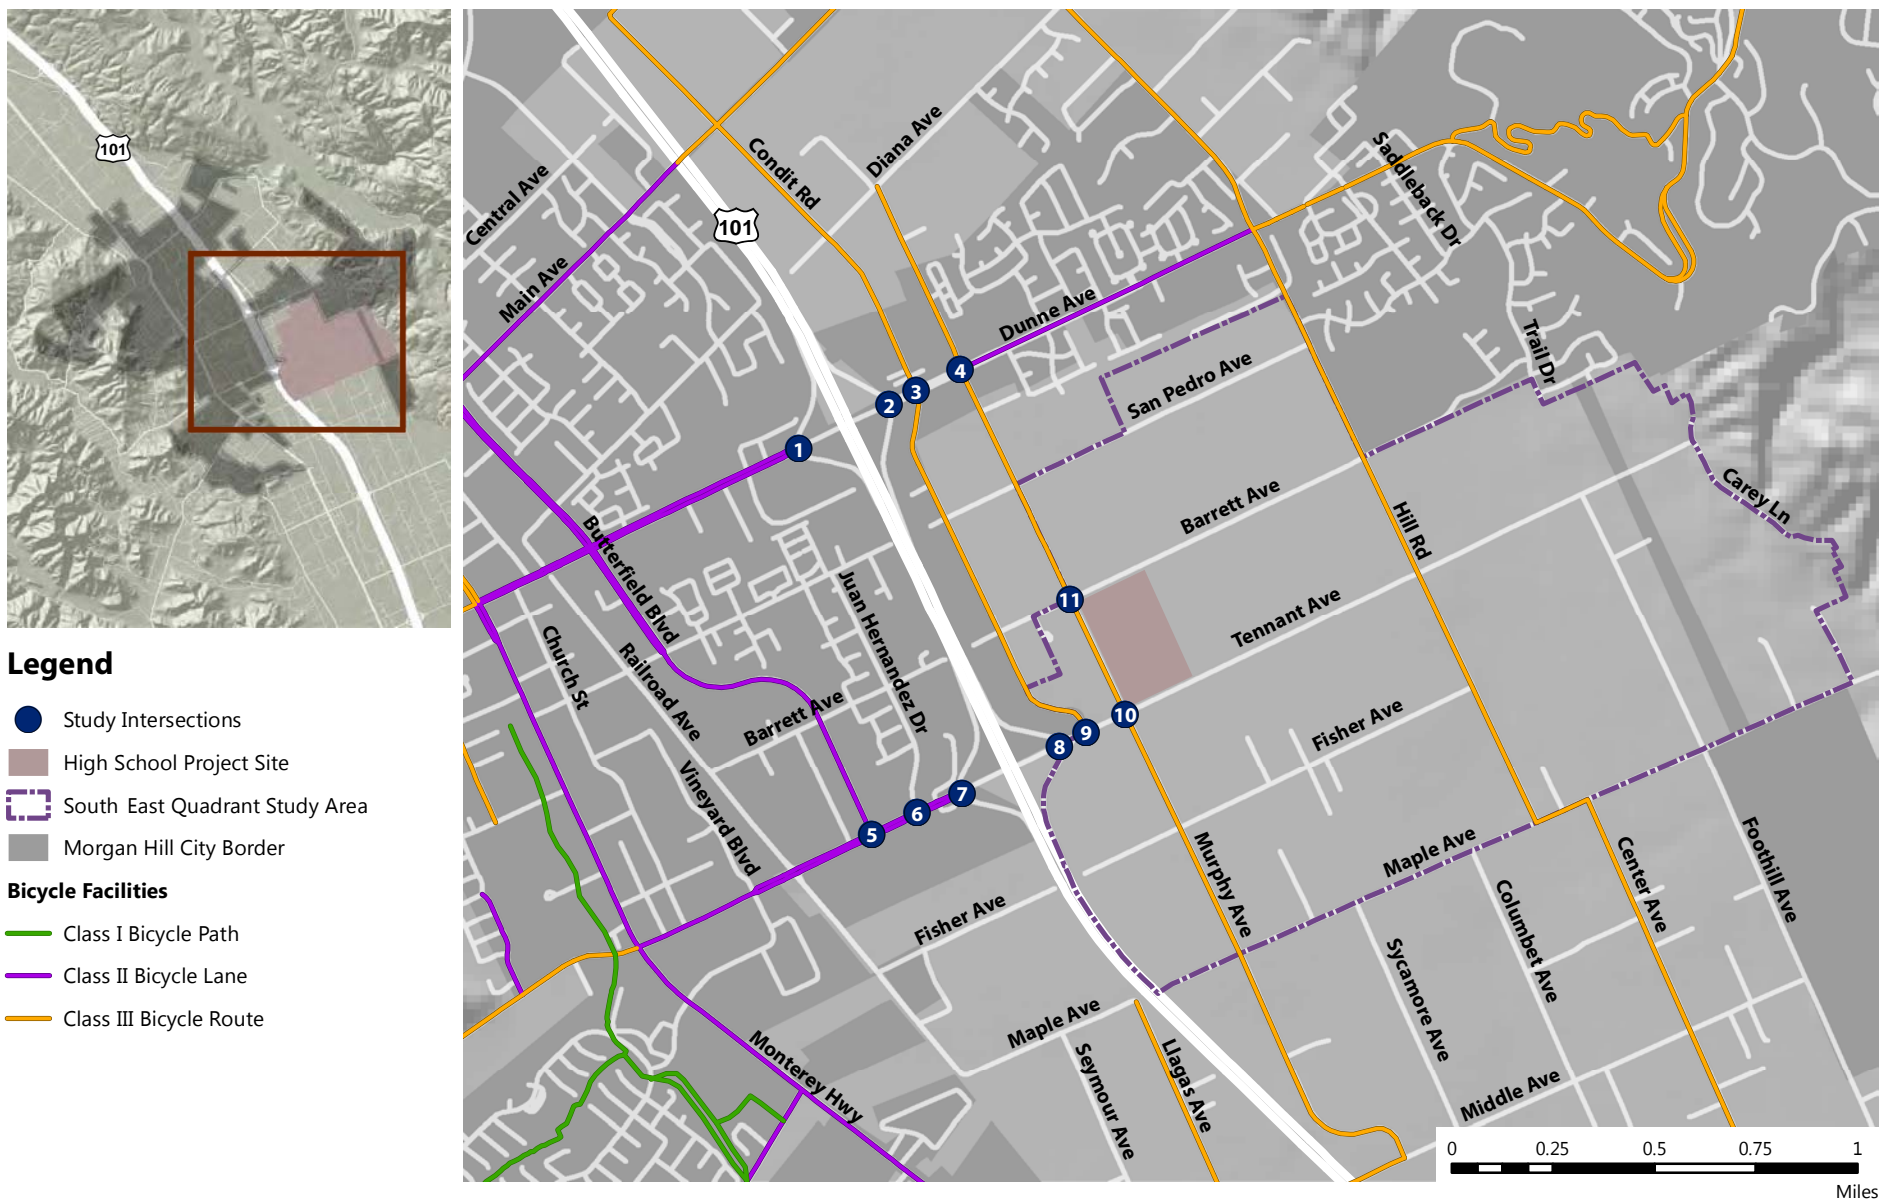 101
Legend
Study Intersections
High School Project Site
South East Quadrant Study Area
Morgan Hill City Border
Bicycle Facilities
Class I Bicycle Path
Class II Bicycle Lane
Class III Bicycle Route
Central Ave
Main Ave
Condit Rd
Diana Ave
101
Saddleback Dr
Dunne Ave
San Pedro Ave
Trail Dr
1
2
3
4
Barrett Ave
Hill Rd
Carey Ln
Butterfield Blvd
Juan Hernandez Dr
11
Tennant Ave
Church St
Railroad Ave
Barrett Ave
10
9
8
Fisher Ave
Vineyard Blvd
7
6
5
Murphy Ave
Maple Ave
Center Ave
Foothill Ave
Fisher Ave
Columbet Ave
Sycamore Ave
Maple Ave
Seymour Ave
Llagas Ave
Monterey Hwy
Middle Ave
0 0.25 0.5 0.75 1
Miles